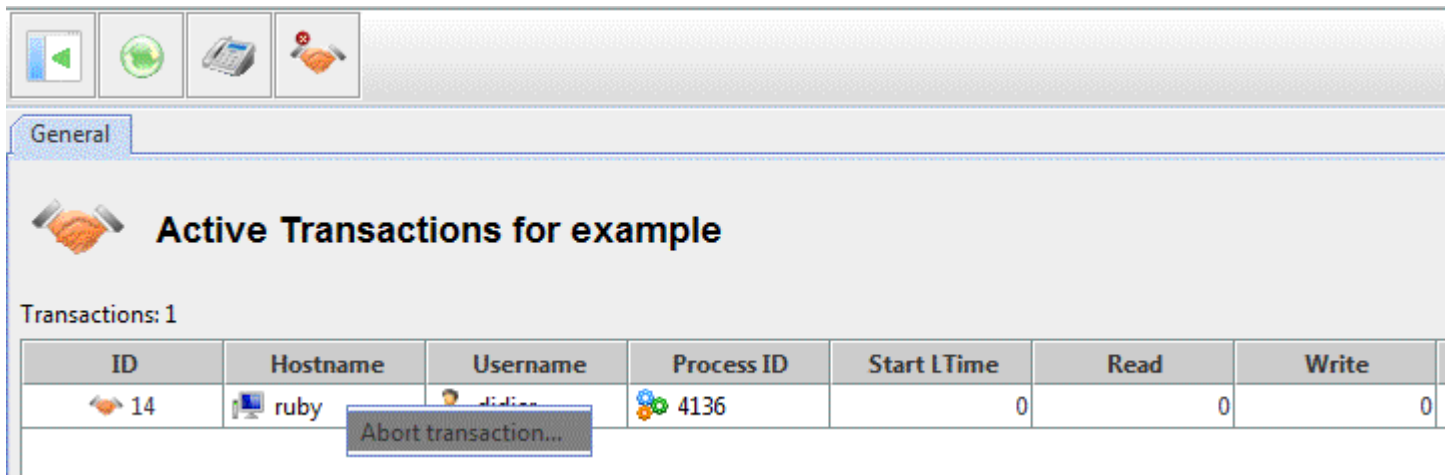 General
Active Transactions for example
Transactions: 1
ID Hostname Username Process ID Start LTime Read Write
14 ruby 4136 0 0 0
Abort transaction...